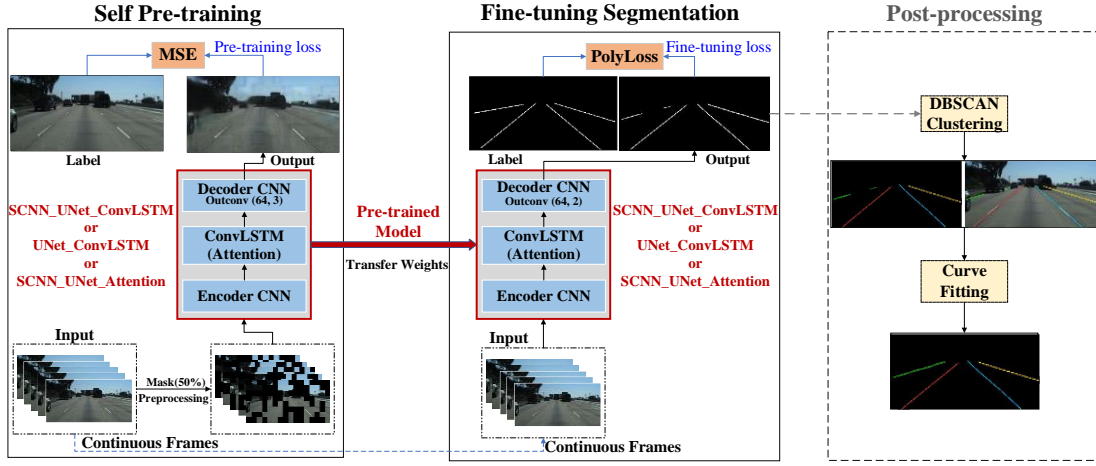 Self Pre-training
MSE
Pre-training loss
Label
Output
Decoder CNN
Outconv (64, 3)
ConvLSTM
(Attention)
Encoder CNN
SCNN_UNet_ConvLSTM
or
UNet_ConvLSTM
or
SCNN_UNet_Attention
Input
Mask(50%)
Preprocessing
Continuous Frames
Pre-trained
Model
Transfer Weights
Fine-tuning Segmentation
PolyLoss
Fine-tuning loss
Label
Output
Decoder CNN
Outconv (64, 2)
ConvLSTM
(Attention)
Encoder CNN
SCNN_UNet_ConvLSTM
or
UNet_ConvLSTM
or
SCNN_UNet_Attention
Input
Continuous Frames
Post-processing
DBSCAN
Clustering
Curve
Fitting